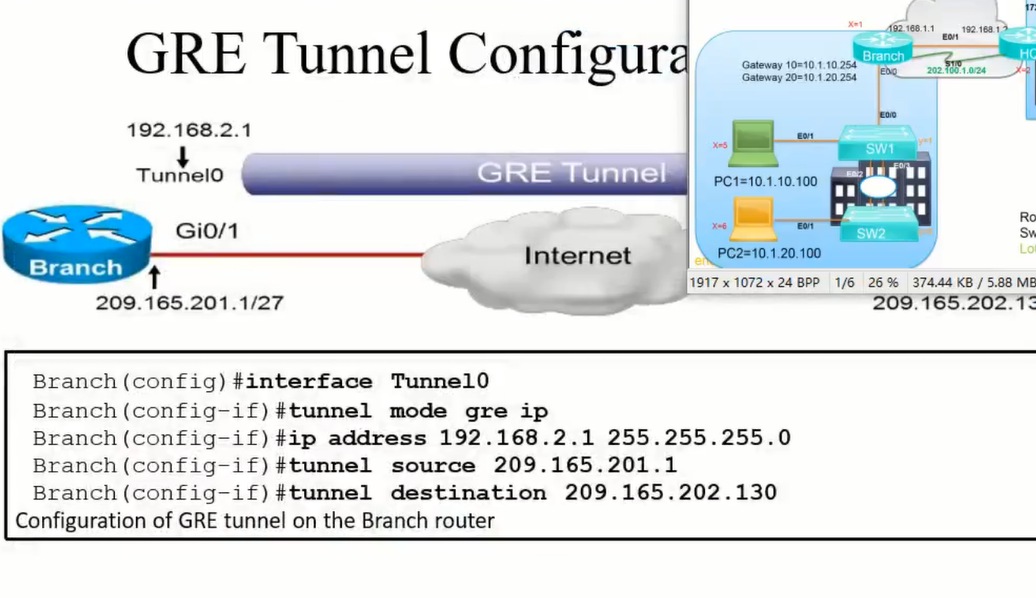 GRE Tunnel Configura
192.168.2.1
Tunnel0
GRE Tunnel
Gi0/1
Branch
Internet
209.165.201.1/27
209.165.202.13
X=1
192.168.1.1
192.168.1.2
E0/1
Branch
HQ
S1/0
202.100.1.0/24
X=2
Gateway 10=10.1.10.254
Gateway 20=10.1.20.254
E0/0
E0/0
X=5
E0/1
SW1
y=1
PC1=10.1.10.100
E0/2
E0/3
X=6
E0/1
SW2
PC2=10.1.20.100
Ro
Sw
Lo
en
1917 x 1072 x 24 BPP 1/6 26 % 374.44 KB / 5.88 MB
Branch(config)#interface Tunnel0
Branch(config-if)#tunnel mode gre ip
Branch(config-if)#ip address 192.168.2.1 255.255.255.0
Branch(config-if)#tunnel source 209.165.201.1
Branch(config-if)#tunnel destination 209.165.202.130
Configuration of GRE tunnel on the Branch router